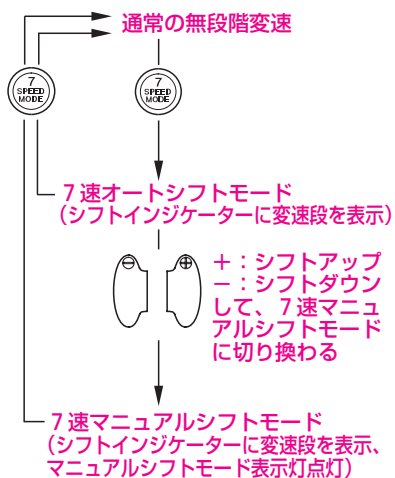 通常の無段階変速
7
SPEED
MODE
7
SPEED
MODE
7速オートシフトモード
（シフトインジケーターに変速段を表示）
＋：シフトアップ
－：シフトダウン
して、7速マニュ
アルシフトモード
に切り換わる
7速マニュアルシフトモード
（シフトインジケーターに変速段を表示、
マニュアルシフトモード表示灯点灯）